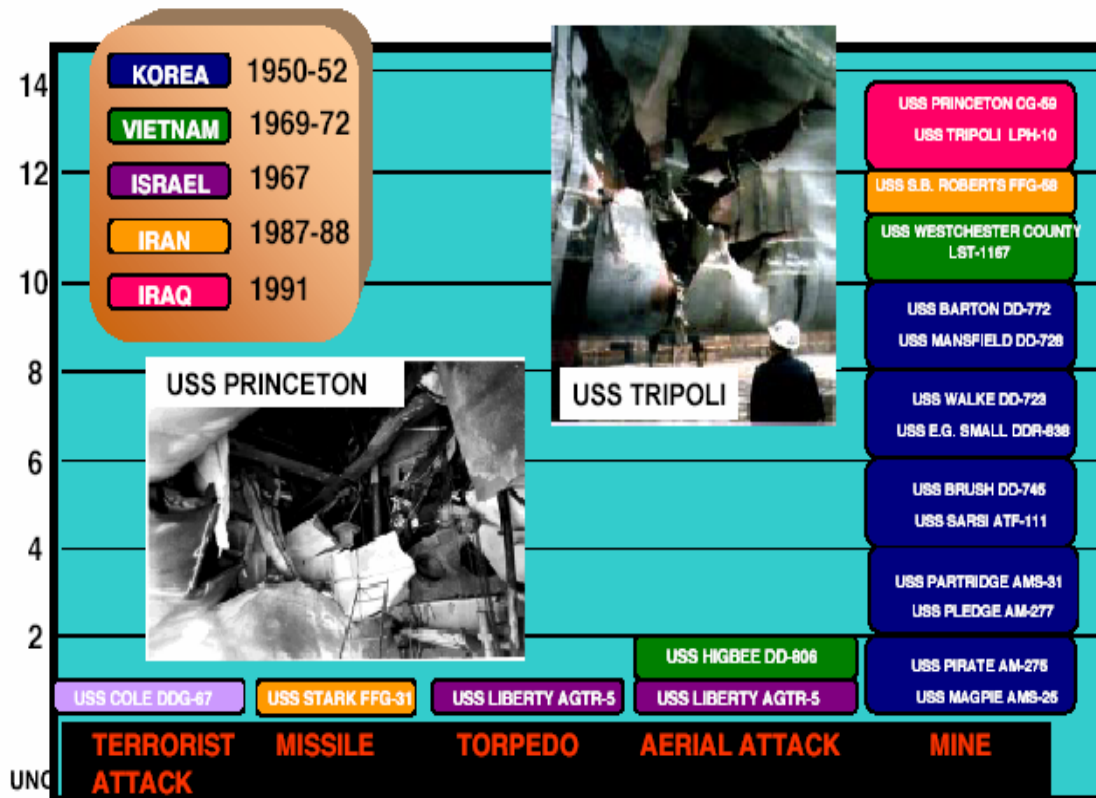 KOREA 1950-52
VIETNAM 1969-72
ISRAEL 1967
IRAN 1987-88
IRAQ 1991
14
12
10
8
6
4
2
USS PRINCETON
USS TRIPOLI
USS PRINCETON CG-59
USS TRIPOLI LPH-10
USS S.B. ROBERTS FFG-58
USS WESTCHESTER COUNTY
LST-1167
USS BARTON DD-772
USS MANSFIELD DD-728
USS WALKE DD-723
USS E.G. SMALL DDR-838
USS BRUSH DD-745
USS SARSI ATF-111
USS PARTRIDGE AMS-31
USS PLEDGE AM-277
USS PIRATE AM-275
USS MAGPIE AMS-25
USS HIGBEE DD-806
USS COLE DDG-67
USS STARK FFG-31
USS LIBERTY AGTR-5
USS LIBERTY AGTR-5
TERRORIST
ATTACK
MISSILE
TORPEDO
AERIAL ATTACK
MINE